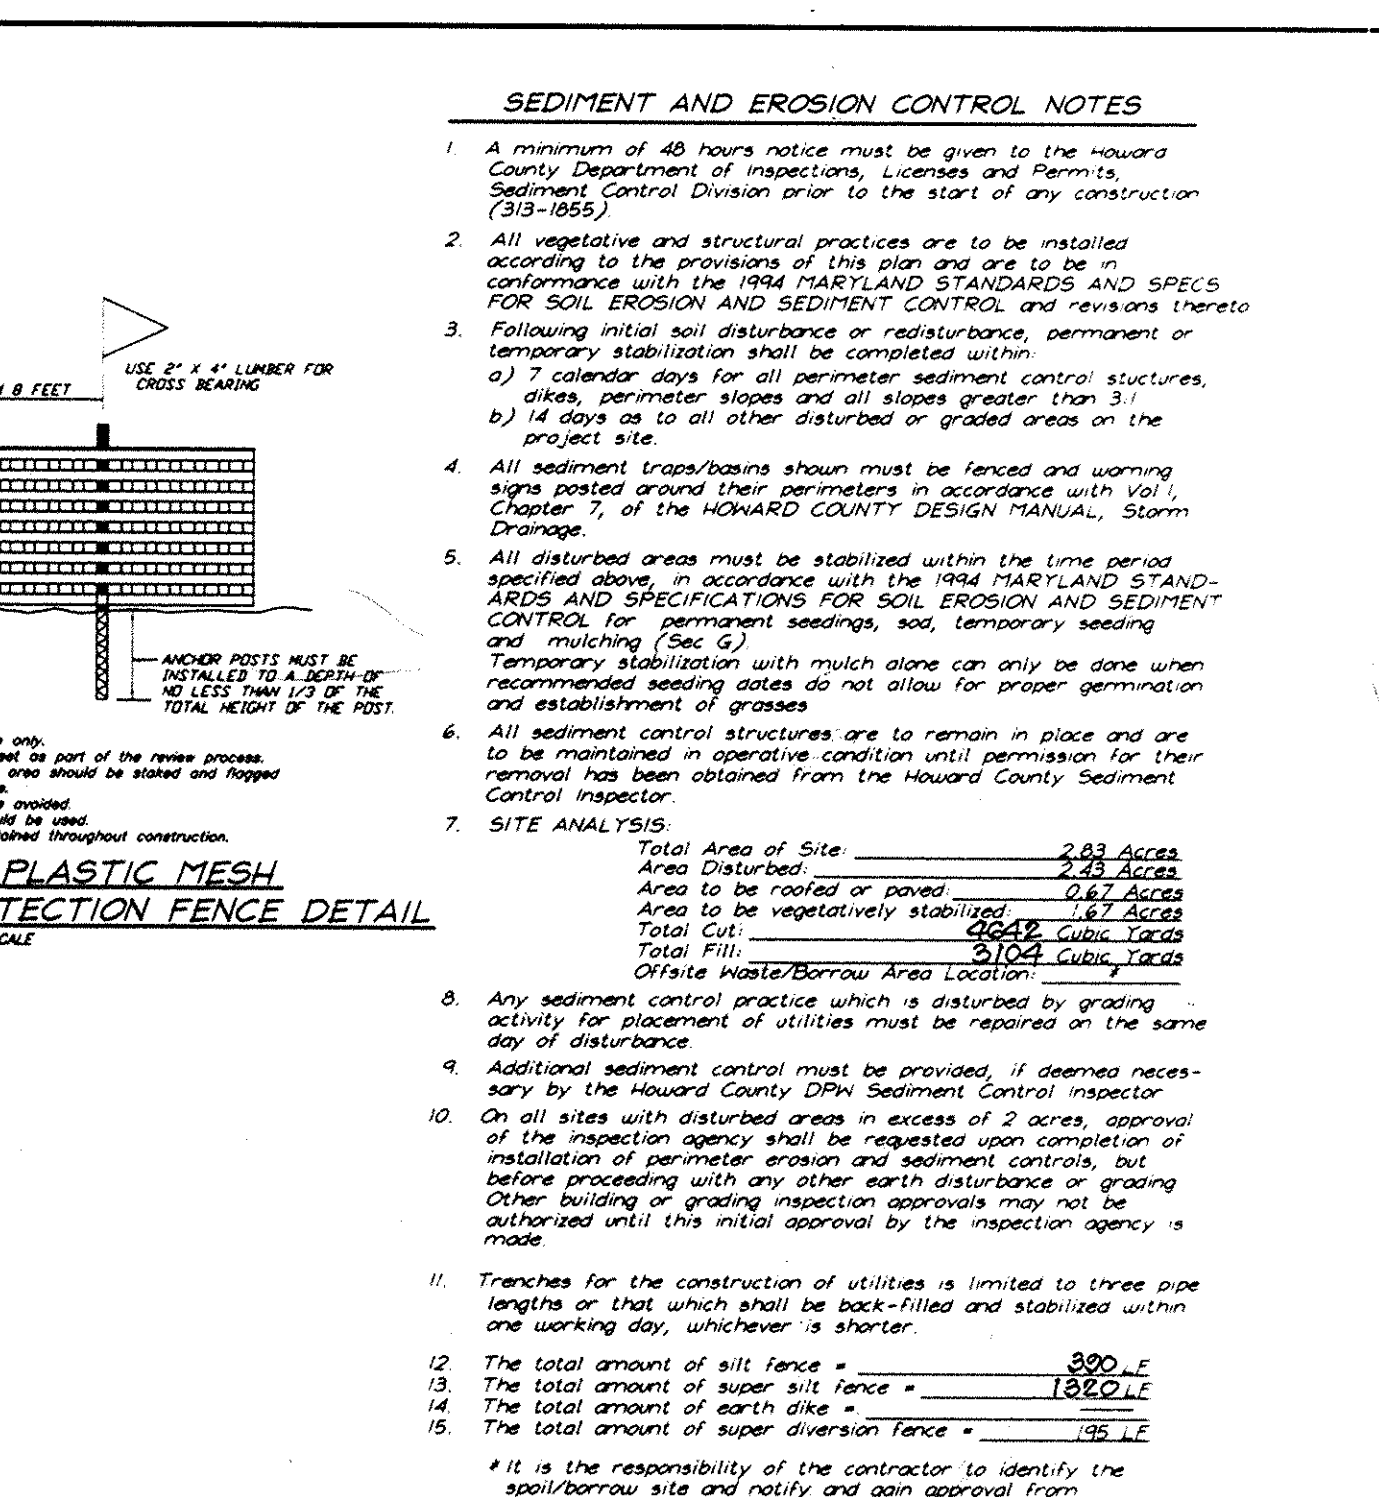 SEDIMENT AND EROSION CONTROL NOTES
1. A minimum of 48 hours notice must be given to the Howard
County Department of Inspections, Licenses and Permits,
Sediment Control Division prior to the start of any construction
(313-1855).
2. All vegetative and structural practices are to be installed
according to the provisions of this plan and are to be in
conformance with the 1994 MARYLAND STANDARDS AND SPECS
FOR SOIL EROSION AND SEDIMENT CONTROL and revisions thereto
3. Following initial soil disturbance or redisturbance, permanent or
temporary stabilization shall be completed within:
a) 7 calendar days for all perimeter sediment control stuctures,
dikes, perimeter slopes and all slopes greater than 3:1
b) 14 days as to all other disturbed or graded areas on the
project site.
4. All sediment traps/basins shown must be fenced and warning
signs posted around their perimeters in accordance with Vol 1,
Chapter 7, of the HOWARD COUNTY DESIGN MANUAL, Storm
Drainage.
5. All disturbed areas must be stabilized within the time period
specified above, in accordance with the 1994 MARYLAND STAND-
ARDS AND SPECIFICATIONS FOR SOIL EROSION AND SEDIMENT
CONTROL for permanent seedings, sod, temporary seeding
and mulching (Sec G).
Temporary stabilization with mulch alone can only be done when
recommended seeding dates do not allow for proper germination
and establishment of grasses
6. All sediment control structures are to remain in place and are
to be maintained in operative condition until permission for their
removal has been obtained from the Howard County Sediment
Control Inspector.
7. SITE ANALYSIS:
Total Area of Site: 2.83 Acres
Area Disturbed: 2.43 Acres
Area to be roofed or paved: 0.67 Acres
Area to be vegetatively stabilized: 1.67 Acres
Total Cut: 4642 Cubic Yards
Total Fill: 3104 Cubic Yards
Offsite Waste/Borrow Area Location: *
8. Any sediment control practice which is disturbed by grading
activity for placement of utilities must be repaired on the same
day of disturbance.
9. Additional sediment control must be provided, if deemed neces-
sary by the Howard County DPW Sediment Control Inspector
10. On all sites with disturbed areas in excess of 2 acres, approval
of the inspection agency shall be requested upon completion of
installation of perimeter erosion and sediment controls, but
before proceeding with any other earth disturbance or grading
Other building or grading inspection approvals may not be
authorized until this initial approval by the inspection agency is
made.
11. Trenches for the construction of utilities is limited to three pipe
lengths or that which shall be back-filled and stabilized within
one working day, whichever is shorter.
12. The total amount of silt fence = 390 LF
13. The total amount of super silt fence = 1320 LF
14. The total amount of earth dike =
15. The total amount of super diversion fence = 195 LF
* It is the responsibility of the contractor to identify the
spoil/borrow site and notify and gain approval from
8 FEET
USE 2" X 4" LUMBER FOR
CROSS BEARING
ANCHOR POSTS MUST BE
INSTALLED TO A DEPTH OF
NO LESS THAN 1/3 OF THE
TOTAL HEIGHT OF THE POST.
only.
as part of the review process.
area should be staked and flagged
avoided.
be used.
throughout construction.
PLASTIC MESH
TECTION FENCE DETAIL
CALE